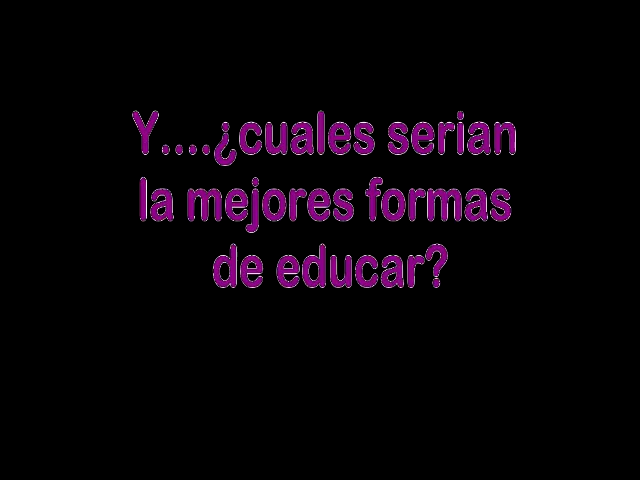 Y....¿cuales serian
la mejores formas
de educar?